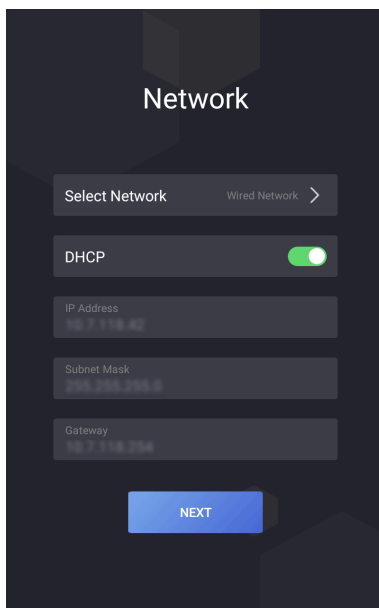 Network
Select Network
Wired Network
DHCP
IP Address
10.7.118.42
Subnet Mask
255.255.255.0
Gateway
10.7.118.254
NEXT